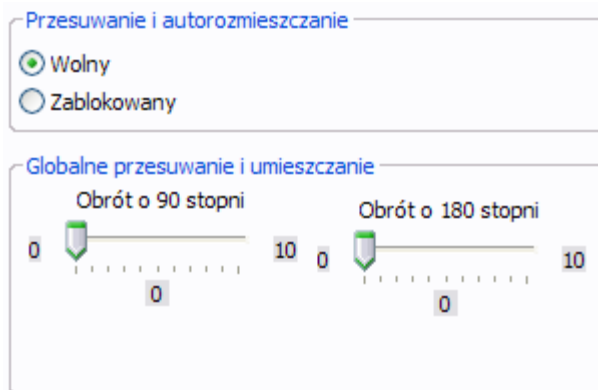 Przesuwanie i autorozmieszczanie
Wolny
Zablokowany
Globalne przesuwanie i umieszczanie
Obrót o 90 stopni
0 10
0
Obrót o 180 stopni
0 10
0